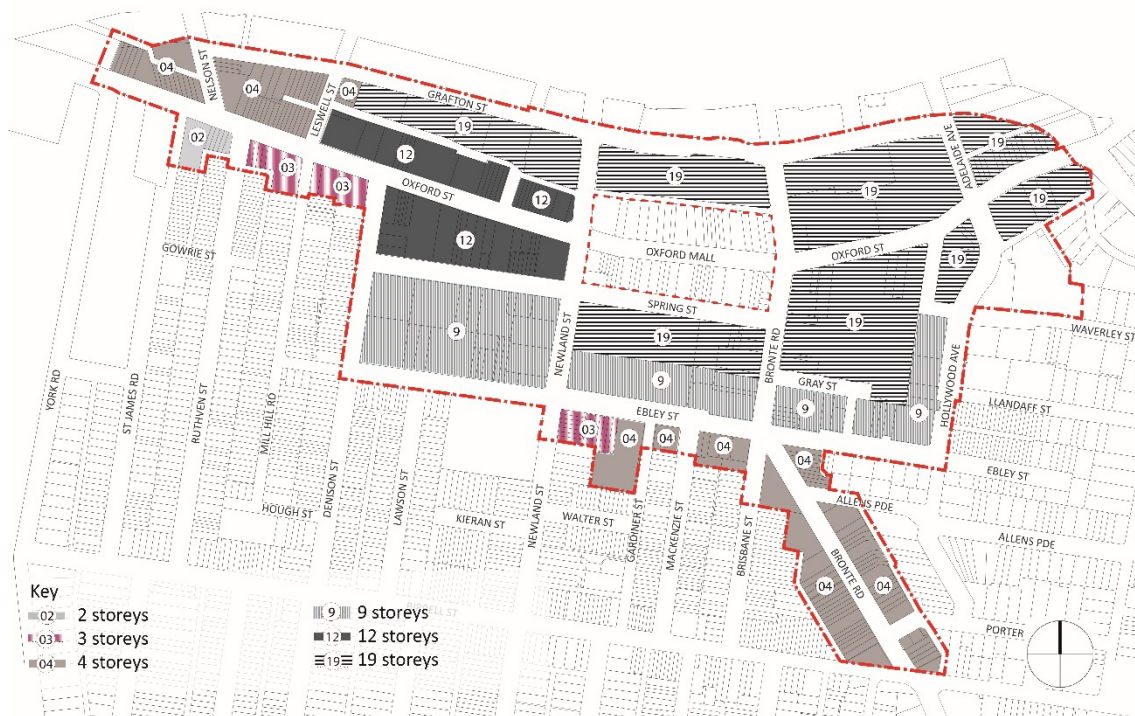 NELSON ST
04
04
LESWELL ST
04
GRAFTON ST
19
19
19
ADELAIDE AVE
19
19
02
03
03
12
12
OXFORD ST
12
OXFORD MALL
OXFORD ST
19
GOWRIE ST
SPRING ST
19
WAVERLEY ST
9
NEWLAND ST
19
BRONTE RD
GRAY ST
HOLLYWOOD AVE
9
9
9
LLANDAFF ST
YORK RD
ST JAMES RD
RUTHVEN ST
MILL HILL RD
EBLEY ST
03
04
04
04
04
EBLEY ST
DENISON ST
LAWSON ST
HOUGH ST
KIERAN ST
NEWLAND ST
WALTER ST
GARDINER ST
MACKENZIE ST
BRISBANE ST
ALLENS PDE
ALLENS PDE
BRONTE RD
04
04
PORTER
Key
02 2 storeys
03 3 storeys
04 4 storeys
9 9 storeys
12 12 storeys
19 19 storeys